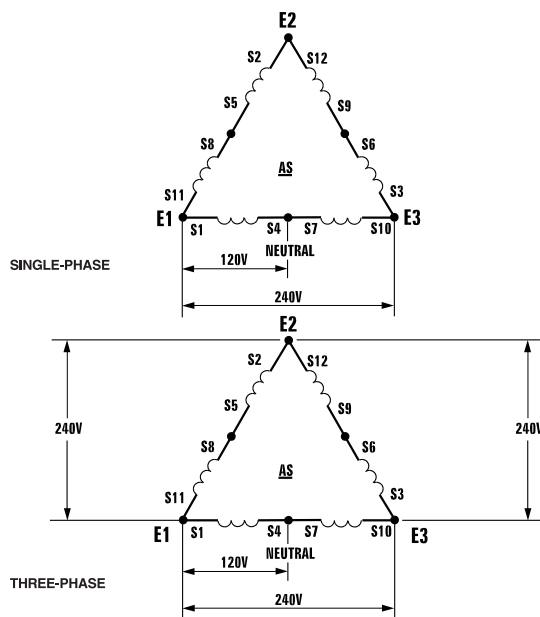 E2
S2 S12
S5 S9
S8 S6
AS
S11 S3
E1 S1 S4 S7 S10 E3
NEUTRAL
120V
SINGLE-PHASE
240V
E2
S2 S12
S5 S9
240V 240V
S8 S6
AS
S11 S3
E1 S1 S4 S7 S10 E3
NEUTRAL
120V
THREE-PHASE
240V